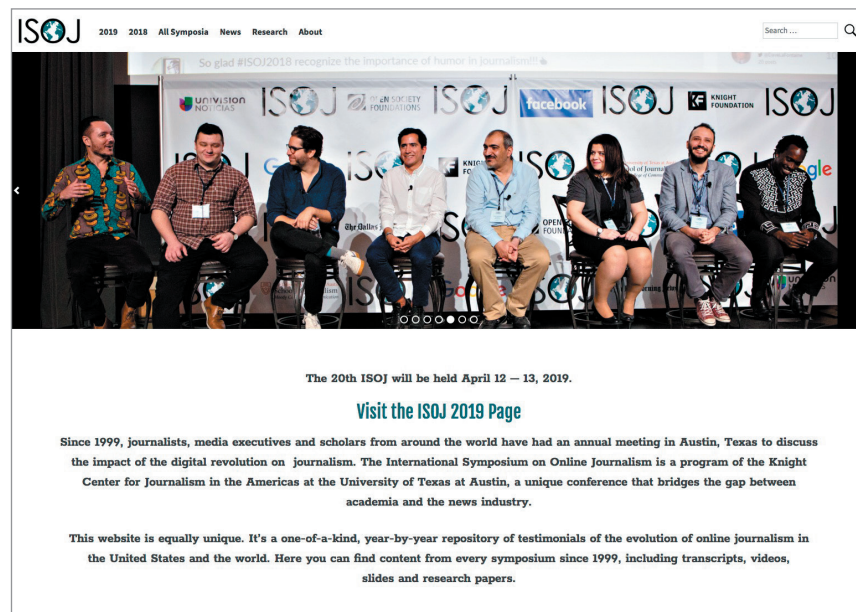 ISOJ
2019 2018 All Symposia News Research About
Search ...
So glad #ISOJ2018 recognize the importance of humor in journalism!!!
UNIVISION
NOTICIAS
ISOJ
OPEN SOCIETY
FOUNDATIONS
ISOJ
facebook
ISOJ
KNIGHT
FOUNDATION
ISOJ
The Dallas
Google
The 20th ISOJ will be held April 12 — 13, 2019.
Visit the ISOJ 2019 Page
Since 1999, journalists, media executives and scholars from around the world have had an annual meeting in Austin, Texas to discuss
the impact of the digital revolution on journalism. The International Symposium on Online Journalism is a program of the Knight
Center for Journalism in the Americas at the University of Texas at Austin, a unique conference that bridges the gap between
academia and the news industry.
This website is equally unique. It's a one-of-a-kind, year-by-year repository of testimonials of the evolution of online journalism in
the United States and the world. Here you can find content from every symposium since 1999, including transcripts, videos,
slides and research papers.